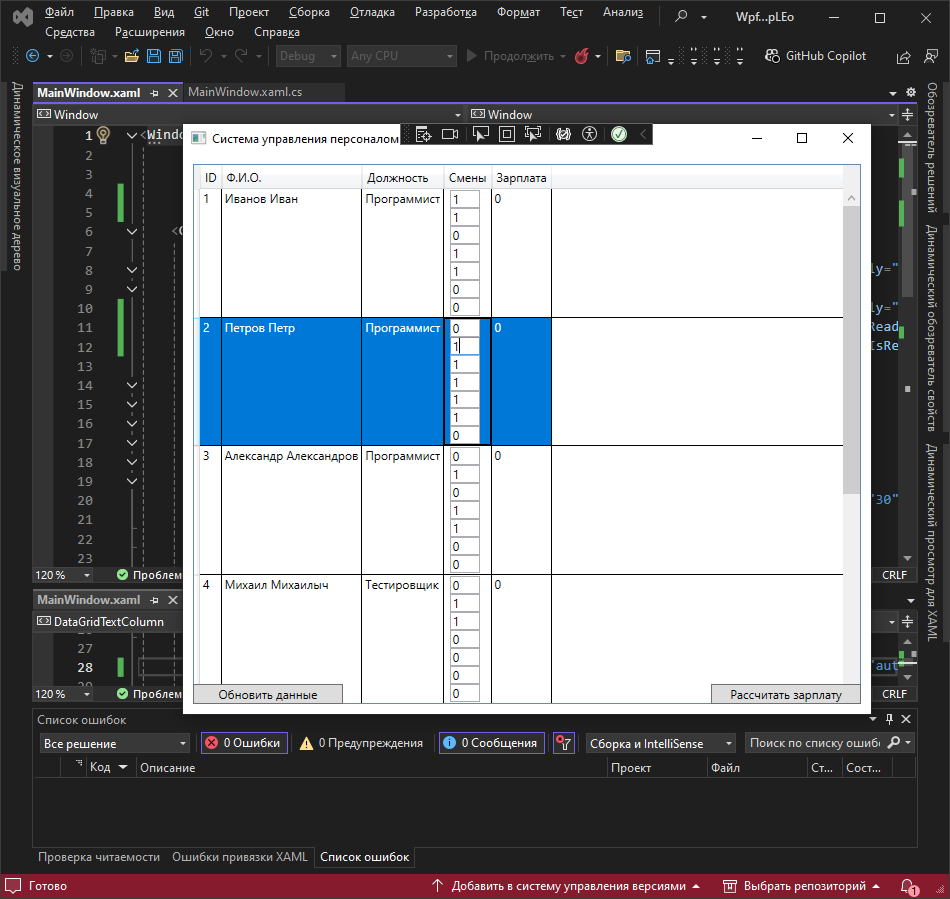 Файл Правка Вид Git Проект Сборка Отладка Разработка Формат Тест Анализ Wpf...pLEo
Средства Расширения Окно Справка
Debug Any CPU Продолжить GitHub Copilot
MainWindow.xaml MainWindow.xaml.cs
Window Window
1 <Windo
2
3
4
5
6
7
8
9
10
11
12
13
14
15
16
17
18
19
20
21
22
23
ly="
ly="
Read
IsRe
"30"
120 % Проблем CRLF
MainWindow.xaml
DataGridTextColumn
27
28 "aut
120 % Проблем CRLF
Динамическое визуальное дерево
Обозреватель решений
Динамический обозреватель свойств
Динамический просмотр для XAML
Система управления персоналом
ID Ф.И.О. Должность Смены Зарплата
1 Иванов Иван Программист 1 0
1
0
1
1
0
0
2 Петров Петр Программист 0 0
1
1
1
1
1
0
3 Александр Александров Программист 0 0
1
0
1
1
0
0
4 Михаил Михаилыч Тестировщик 0 0
1
1
0
0
0
0
Обновить данные Рассчитать зарплату
Список ошибок
Все решение 0 Ошибки 0 Предупреждения 0 Сообщения Сборка и IntelliSense Поиск по списку ошибо
Код Описание Проект Файл Ст... Сост...
Проверка читаемости Ошибки привязки XAML Список ошибок
Готово Добавить в систему управления версиями Выбрать репозиторий 1